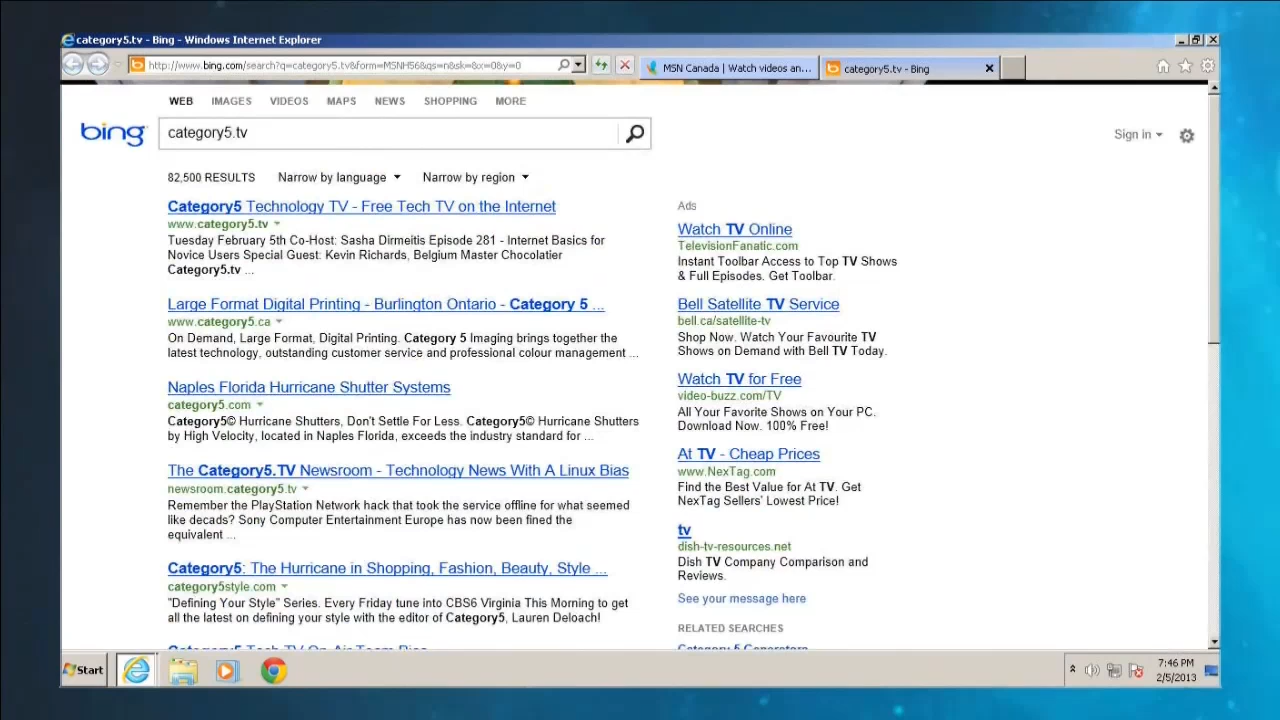 category5.tv - Bing - Windows Internet Explorer
http://www.bing.com/search?q=category5.tv&form=MSNH56&qs=n&sk=&x=0&y=0
MSN Canada | Watch videos an...
category5.tv - Bing
WEB IMAGES VIDEOS MAPS NEWS SHOPPING MORE
bing
category5.tv
Sign in
82,500 RESULTS Narrow by language Narrow by region
Category5 Technology TV - Free Tech TV on the Internet
www.category5.tv
Tuesday February 5th Co-Host: Sasha Dirmeitis Episode 281 - Internet Basics for
Novice Users Special Guest: Kevin Richards, Belgium Master Chocolatier
Category5.tv ...
Large Format Digital Printing - Burlington Ontario - Category 5 ...
www.category5.ca
On Demand, Large Format, Digital Printing. Category 5 Imaging brings together the
latest technology, outstanding customer service and professional colour management ...
Naples Florida Hurricane Shutter Systems
category5.com
Category5© Hurricane Shutters, Don't Settle For Less. Category5© Hurricane Shutters
by High Velocity, located in Naples Florida, exceeds the industry standard for ...
The Category5.TV Newsroom - Technology News With A Linux Bias
newsroom.category5.tv
Remember the PlayStation Network hack that took the service offline for what seemed
like decades? Sony Computer Entertainment Europe has now been fined the
equivalent ...
Category5: The Hurricane in Shopping, Fashion, Beauty, Style ...
category5style.com
"Defining Your Style" Series. Every Friday tune into CBS6 Virginia This Morning to get
all the latest on defining your style with the editor of Category5, Lauren Deloach!
Ads
Watch TV Online
TelevisionFanatic.com
Instant Toolbar Access to Top TV Shows
& Full Episodes. Get Toolbar.
Bell Satellite TV Service
bell.ca/satellite-tv
Shop Now. Watch Your Favourite TV
Shows on Demand with Bell TV Today.
Watch TV for Free
video-buzz.com/TV
All Your Favorite Shows on Your PC.
Download Now. 100% Free!
At TV - Cheap Prices
www.NexTag.com
Find the Best Value for At TV. Get
NexTag Sellers' Lowest Price!
tv
dish-tv-resources.net
Dish TV Company Comparison and
Reviews.
See your message here
RELATED SEARCHES
Category 5 Generators
Start
7:46 PM
2/5/2013